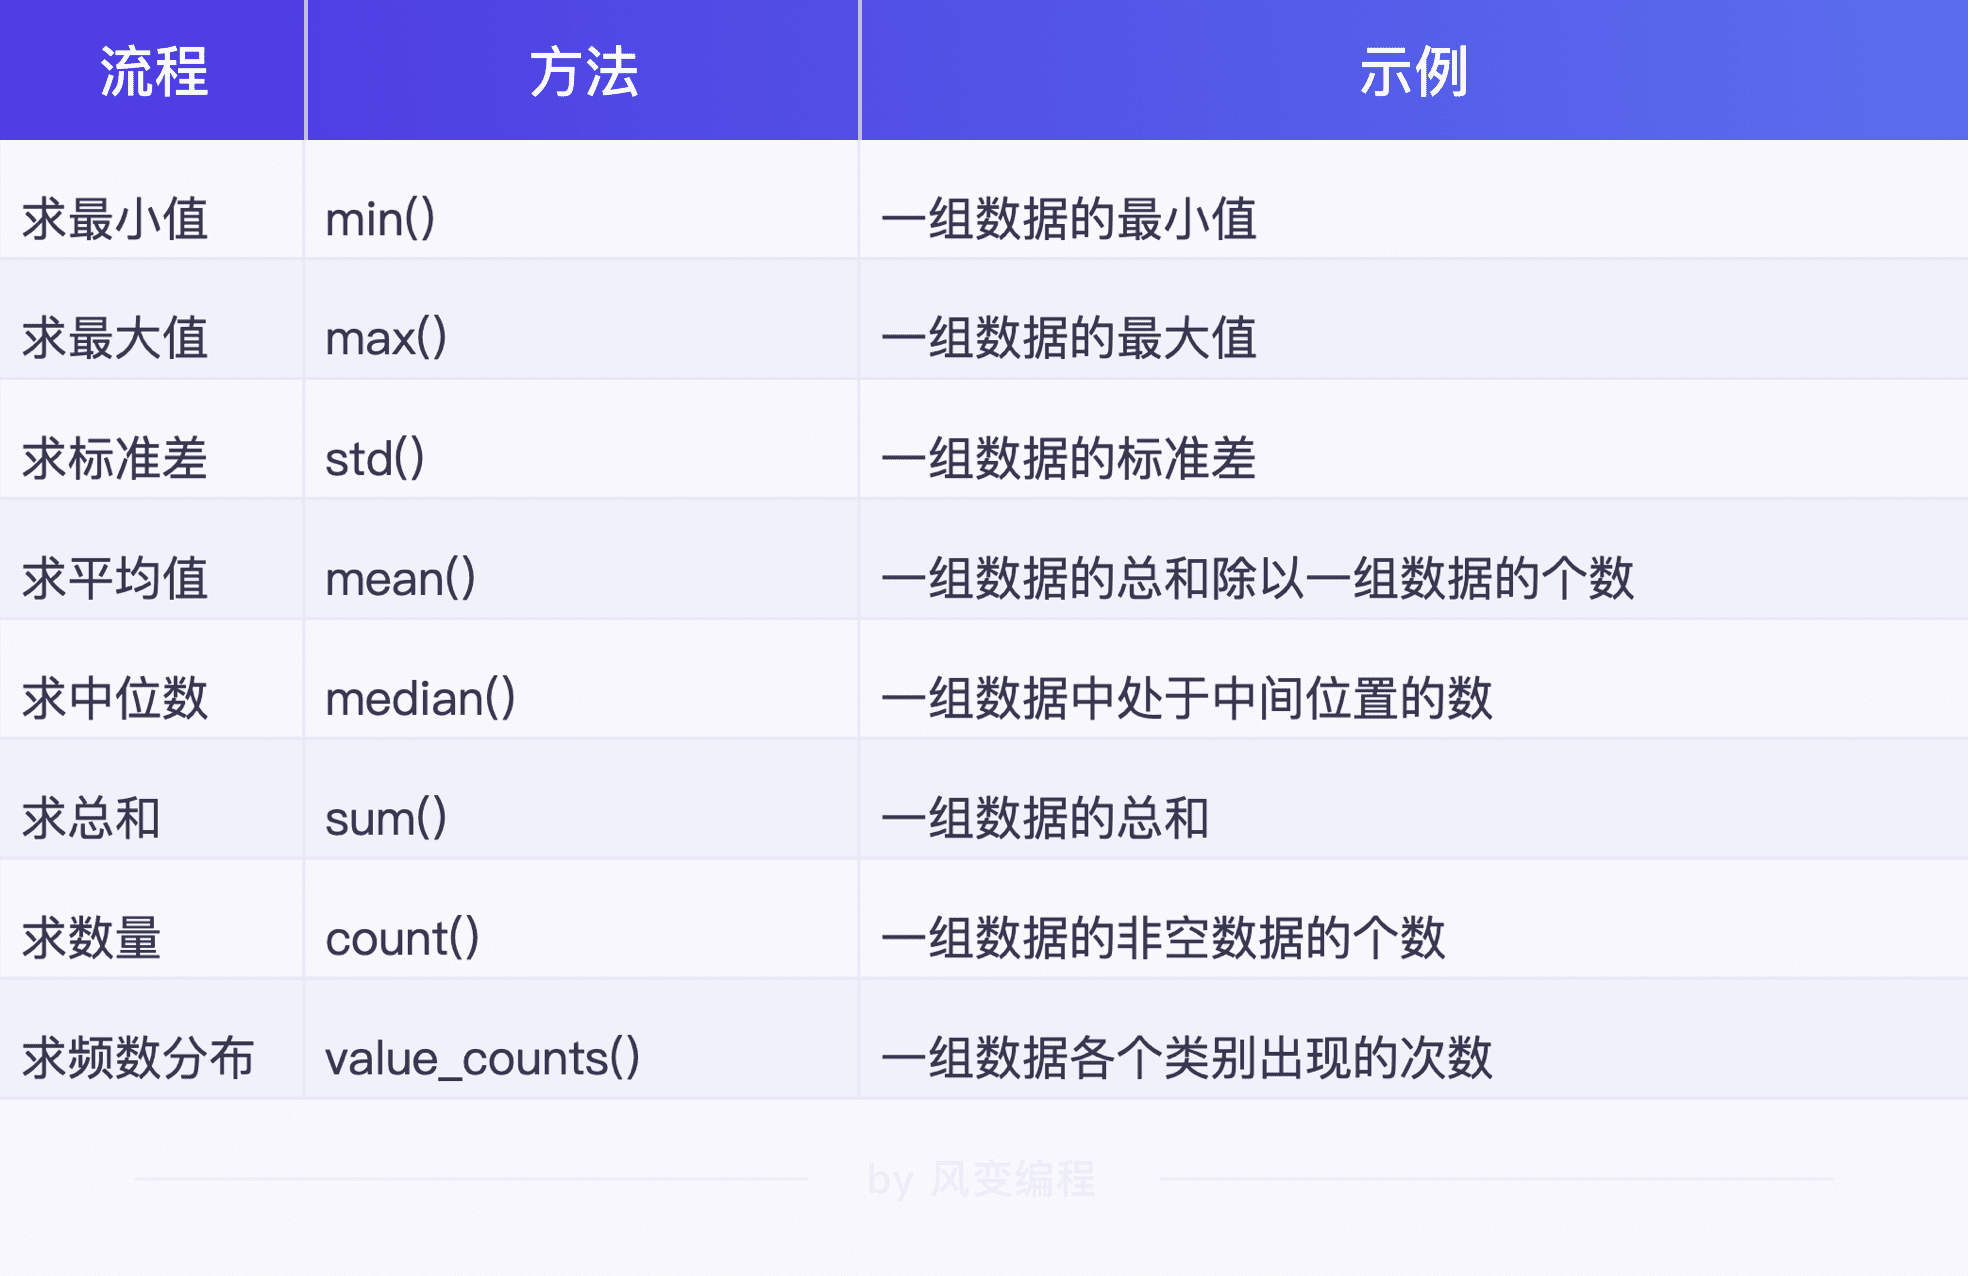 流程 方法 示例
求最小值 min() 一组数据的最小值
求最大值 max() 一组数据的最大值
求标准差 std() 一组数据的标准差
求平均值 mean() 一组数据的总和除以一组数据的个数
求中位数 median() 一组数据中处于中间位置的数
求总和 sum() 一组数据的总和
求数量 count() 一组数据的非空数据的个数
求频数分布 value_counts() 一组数据各个类别出现的次数
by 风变编程